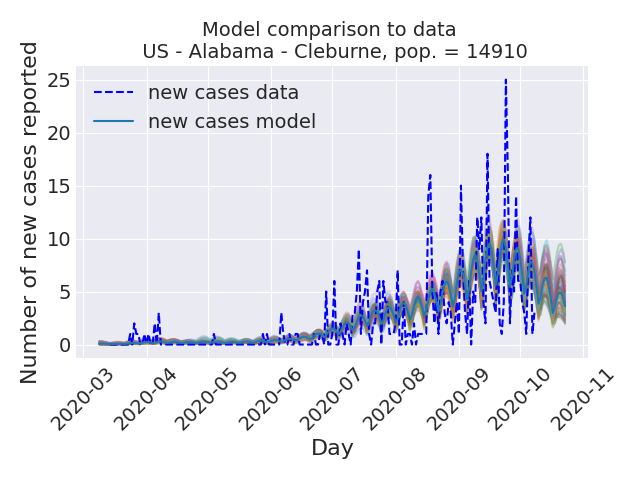 Model comparison to data
US - Alabama - Cleburne, pop. = 14910
Number of new cases reported
25
20
15
10
5
0
new cases data
new cases model
2020-03
2020-04
2020-05
2020-06
2020-07
2020-08
2020-09
2020-10
2020-11
Day